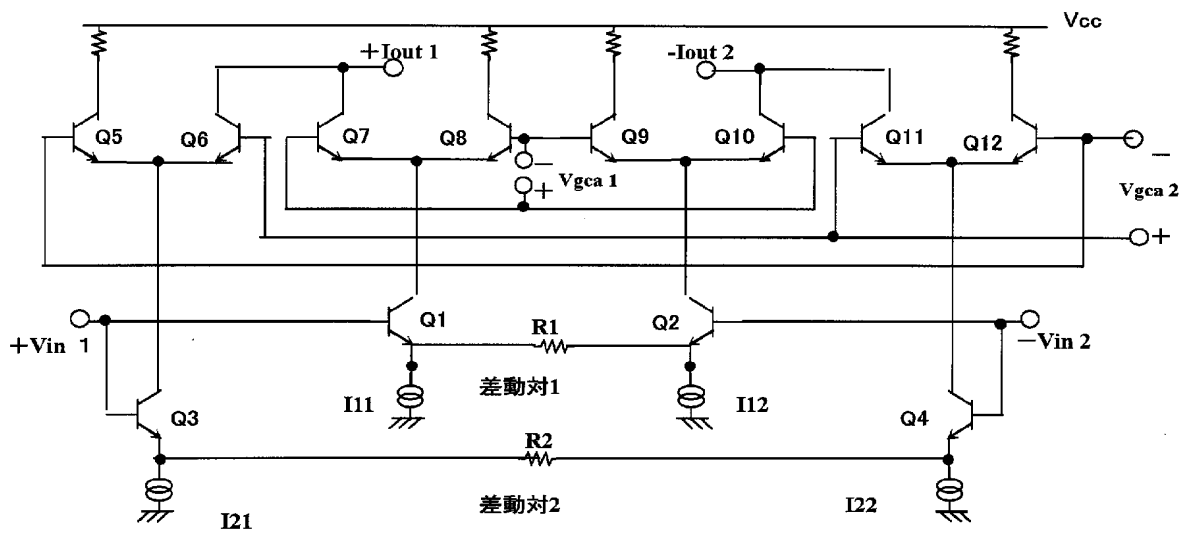 Vcc
+Iout 1
-Iout 2
Q5
Q6
Q7
Q8
Q9
Q10
Q11
Q12
−
+
Vgca 1
−
Vgca 2
+
+Vin 1
Q1
R1
Q2
−Vin 2
差動対1
I11
I12
Q3
Q4
R2
差動対2
I21
I22